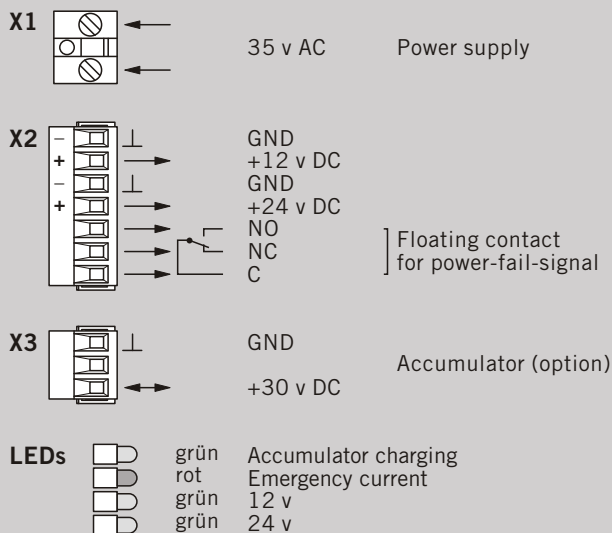 X1
35 v AC Power supply
X2
– ⊥ GND
+ +12 v DC
– ⊥ GND
+ +24 v DC
NO
NC
C
Floating contact
for power-fail-signal
X3
⊥ GND
Accumulator (option)
+30 v DC
LEDs grün Accumulator charging
rot Emergency current
grün 12 v
grün 24 v